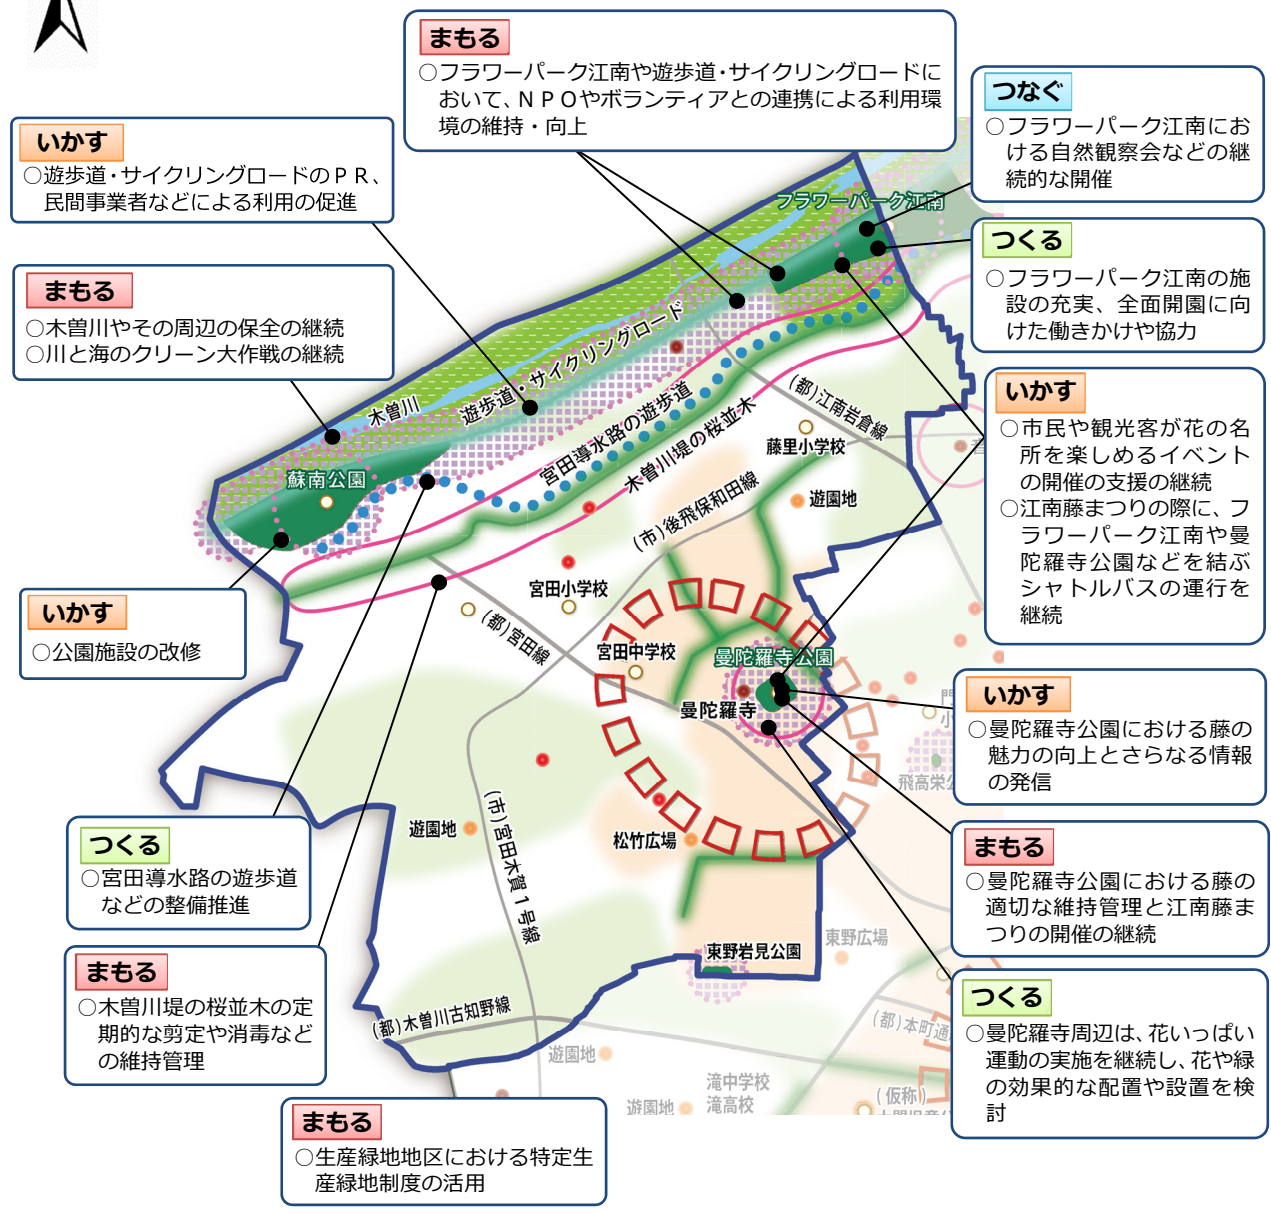 まもる
○フラワーパーク江南や遊歩道・サイクリングロードに
おいて、NPOやボランティアとの連携による利用環
境の維持・向上
つなぐ
○フラワーパーク江南にお
ける自然観察会などの継
続的な開催
いかす
○遊歩道・サイクリングロードのPR、
民間事業者などによる利用の促進
つくる
○フラワーパーク江南の施
設の充実、全面開園に向
けた働きかけや協力
まもる
○木曽川やその周辺の保全の継続
○川と海のクリーン大作戦の継続
いかす
○市民や観光客が花の名
所を楽しめるイベント
の開催の支援の継続
○江南藤まつりの際に、フ
ラワーパーク江南や曼
陀羅寺公園などを結ぶ
シャトルバスの運行を
継続
フラワーパーク江南
木曽川
遊歩道・サイクリングロード
宮田導水路の遊歩道
木曽川堤の桜並木
(都)江南岩倉線
藤里小学校
蘇南公園
遊園地
(市)後飛保和田線
宮田小学校
(都)宮田線
宮田中学校
曼陀羅寺公園
曼陀羅寺
いかす
○公園施設の改修
いかす
○曼陀羅寺公園における藤の
魅力の向上とさらなる情報
の発信
飛高栄公
遊園地
松竹広場
(市)宮田木賀1号線
つくる
○宮田導水路の遊歩道
などの整備推進
まもる
○曼陀羅寺公園における藤の
適切な維持管理と江南藤ま
つりの開催の継続
東野岩見公園
東野広場
まもる
○木曽川堤の桜並木の定
期的な剪定や消毒など
の維持管理
つくる
○曼陀羅寺周辺は、花いっぱい
運動の実施を継続し、花や緑
の効果的な配置や設置を検
討
(都)木曽川古知野線
(都)本町通
遊園地
滝中学校
滝高校
遊園地
(仮称)
まもる
○生産緑地地区における特定生
産緑地制度の活用